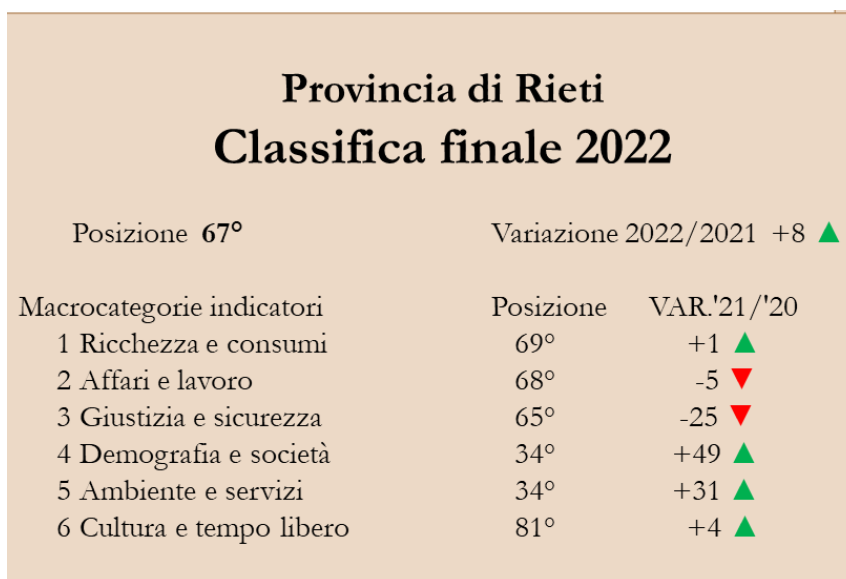 Provincia di Rieti
Classifica finale 2022
Posizione 67° Variazione 2022/2021 +8
Macrocategorie indicatori Posizione VAR.'21/'20
1 Ricchezza e consumi 69° +1
2 Affari e lavoro 68° -5
3 Giustizia e sicurezza 65° -25
4 Demografia e società 34° +49
5 Ambiente e servizi 34° +31
6 Cultura e tempo libero 81° +4